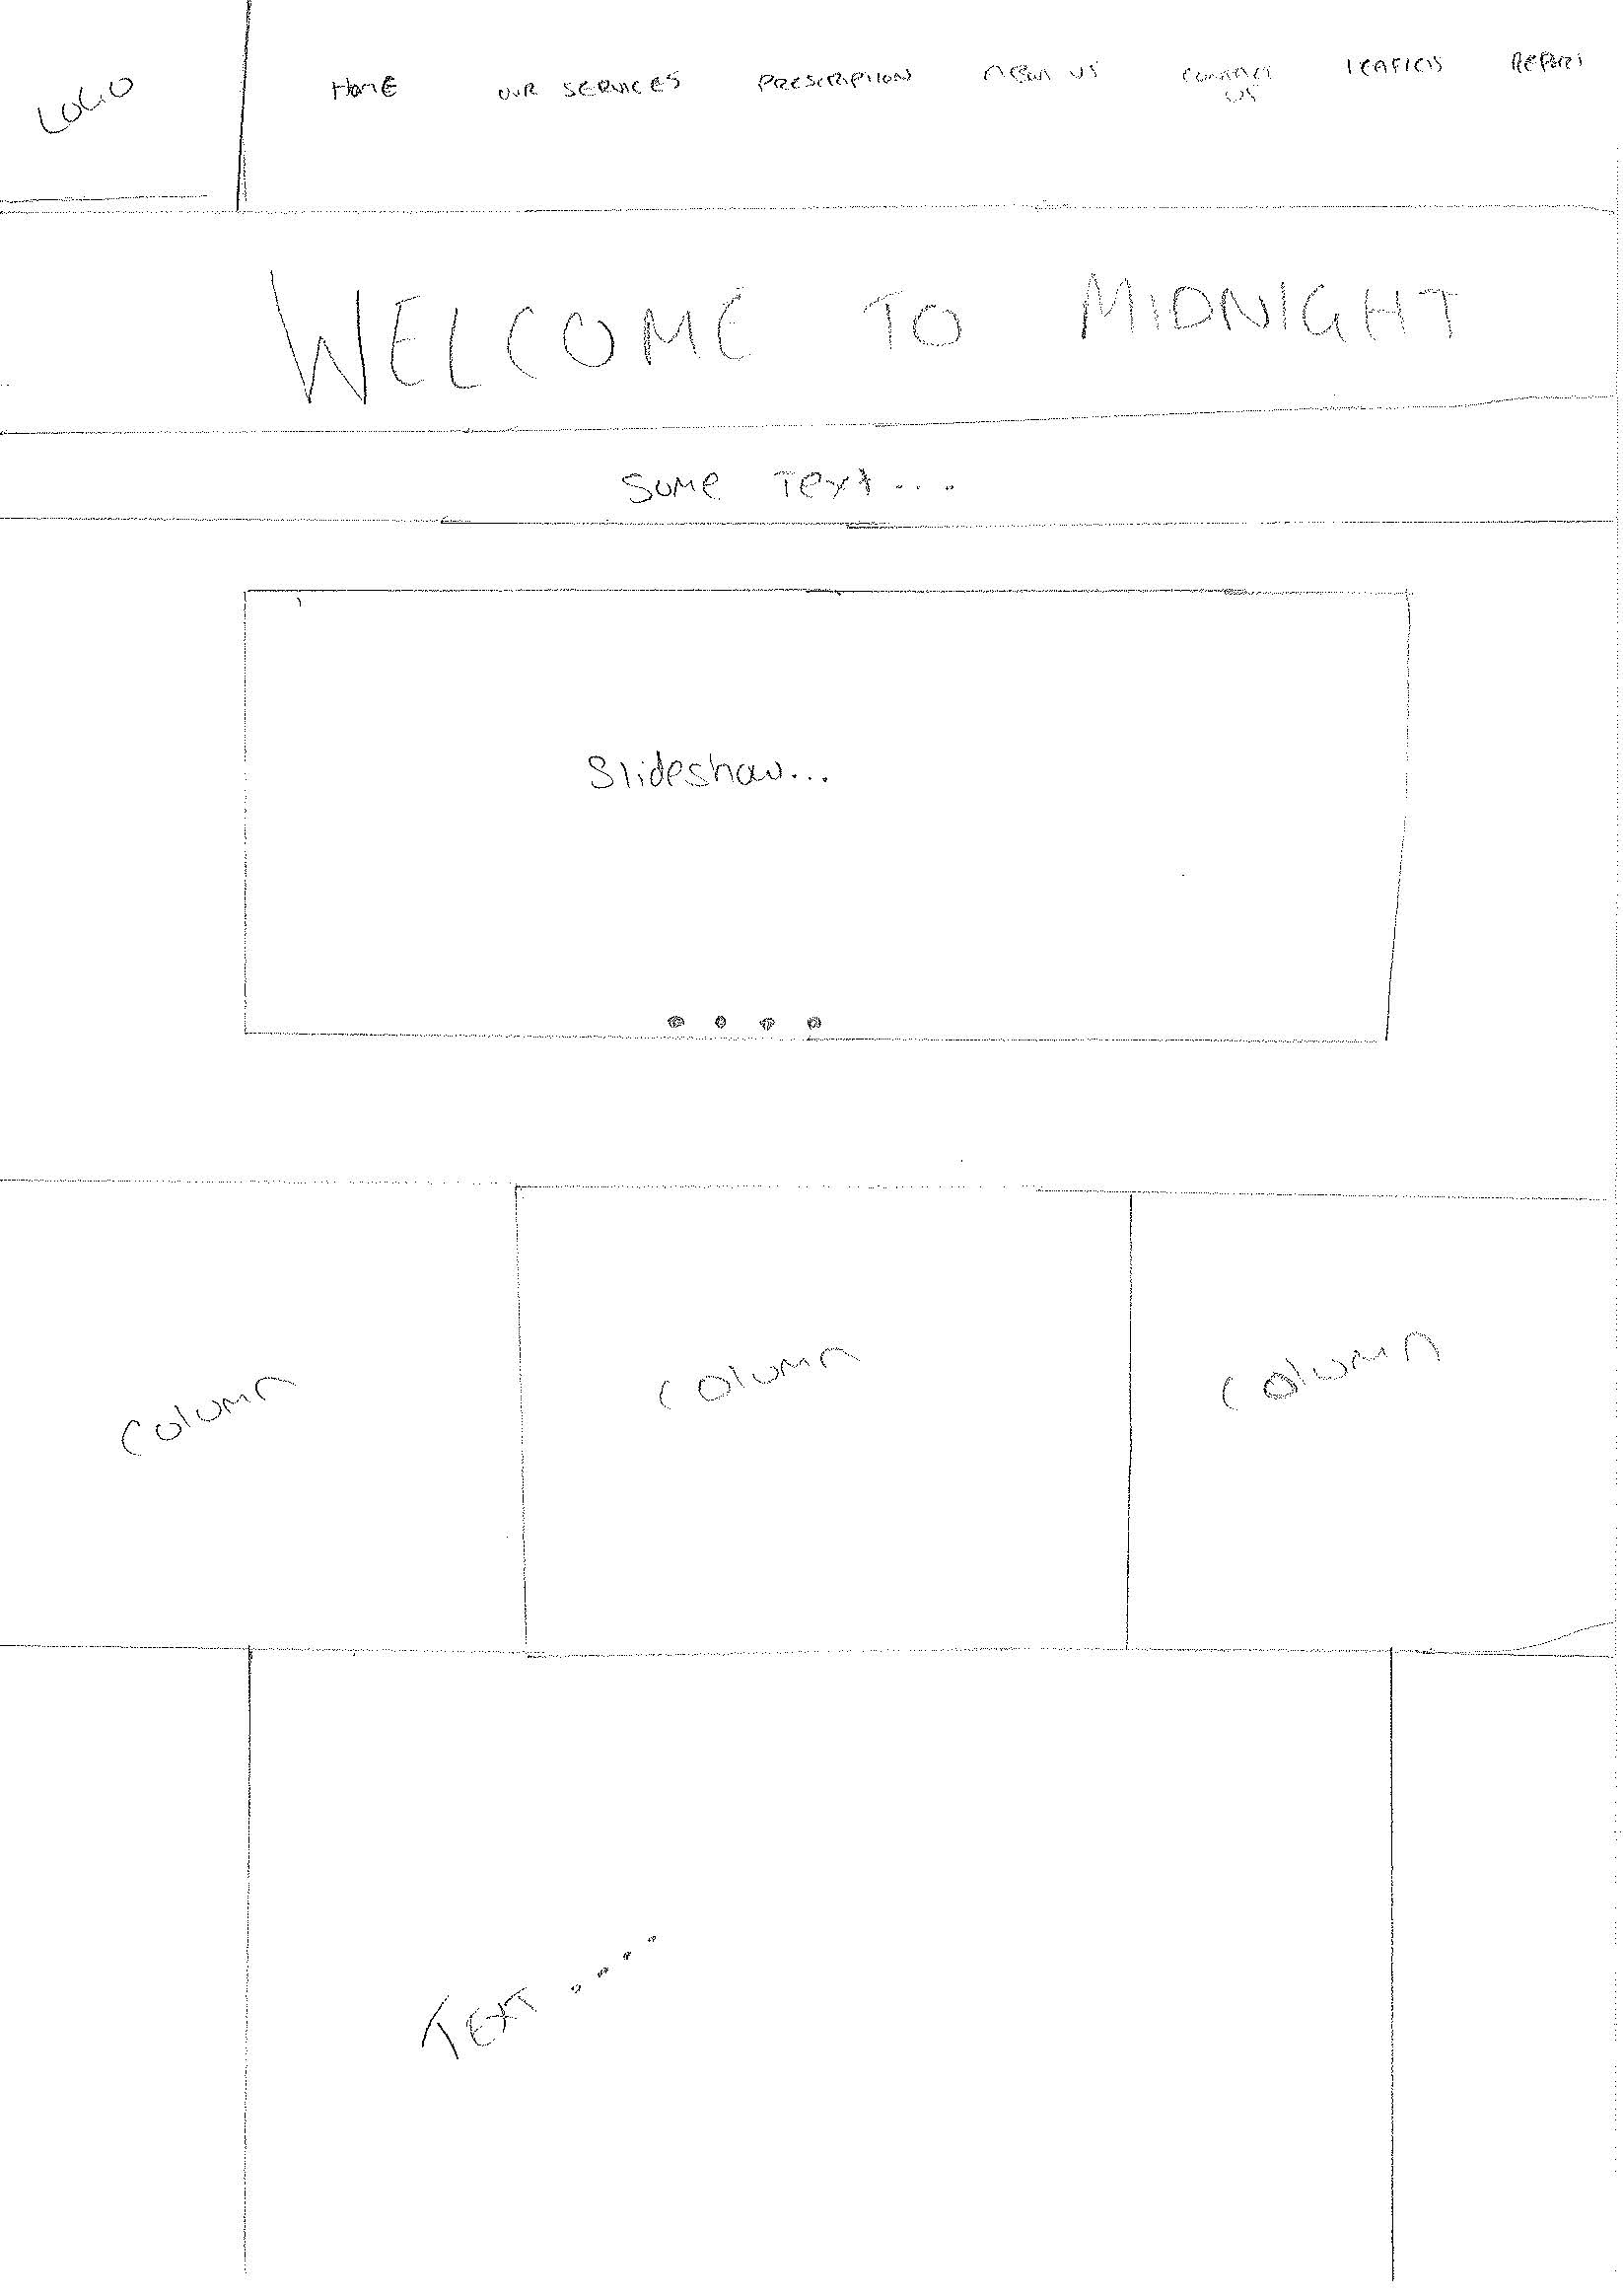 LOGO
HOME OUR SERVICES PRESCRIPTION ABOUT US CONTACT US LEAFLETS REPORT
WELCOME TO MIDNIGHT
SOME TEXT...
Slideshow...
COLUMN COLUMN COLUMN
TEXT ....